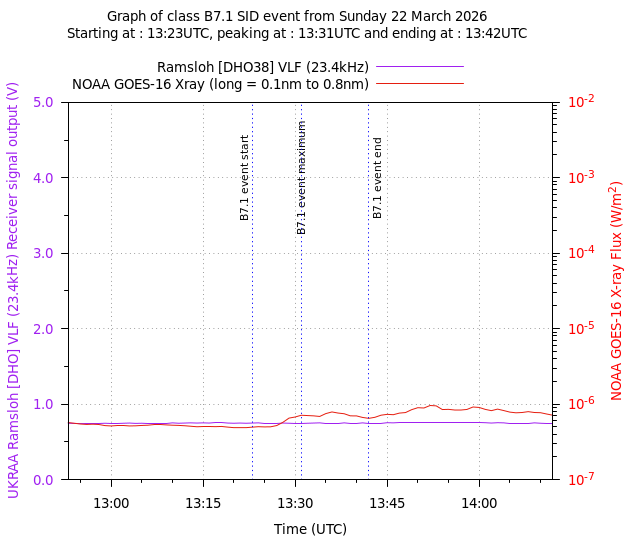 Graph of class B7.1 SID event from Sunday 22 March 2026
Starting at : 13:23UTC, peaking at : 13:31UTC and ending at : 13:42UTC
Ramsloh [DHO38] VLF (23.4kHz)
NOAA GOES-16 Xray (long = 0.1nm to 0.8nm)
UKRAA Ramsloh [DHO] VLF (23.4kHz) Receiver signal output (V)
5.0
4.0
3.0
2.0
1.0
0.0
B7.1 event start
B7.1 event maximum
B7.1 event end
10-2
10-3
10-4
10-5
10-6
10-7
NOAA GOES-16 X-ray Flux (W/m2)
13:00 13:15 13:30 13:45 14:00
Time (UTC)